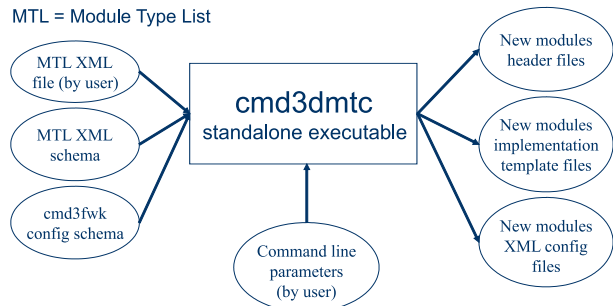 MTL = Module Type List
MTL XML
file (by user)
MTL XML
schema
cmd3fwk
config schema
cmd3dmtc
standalone executable
Command line
parameters
(by user)
New modules
header files
New modules
implementation
template files
New modules
XML config
files